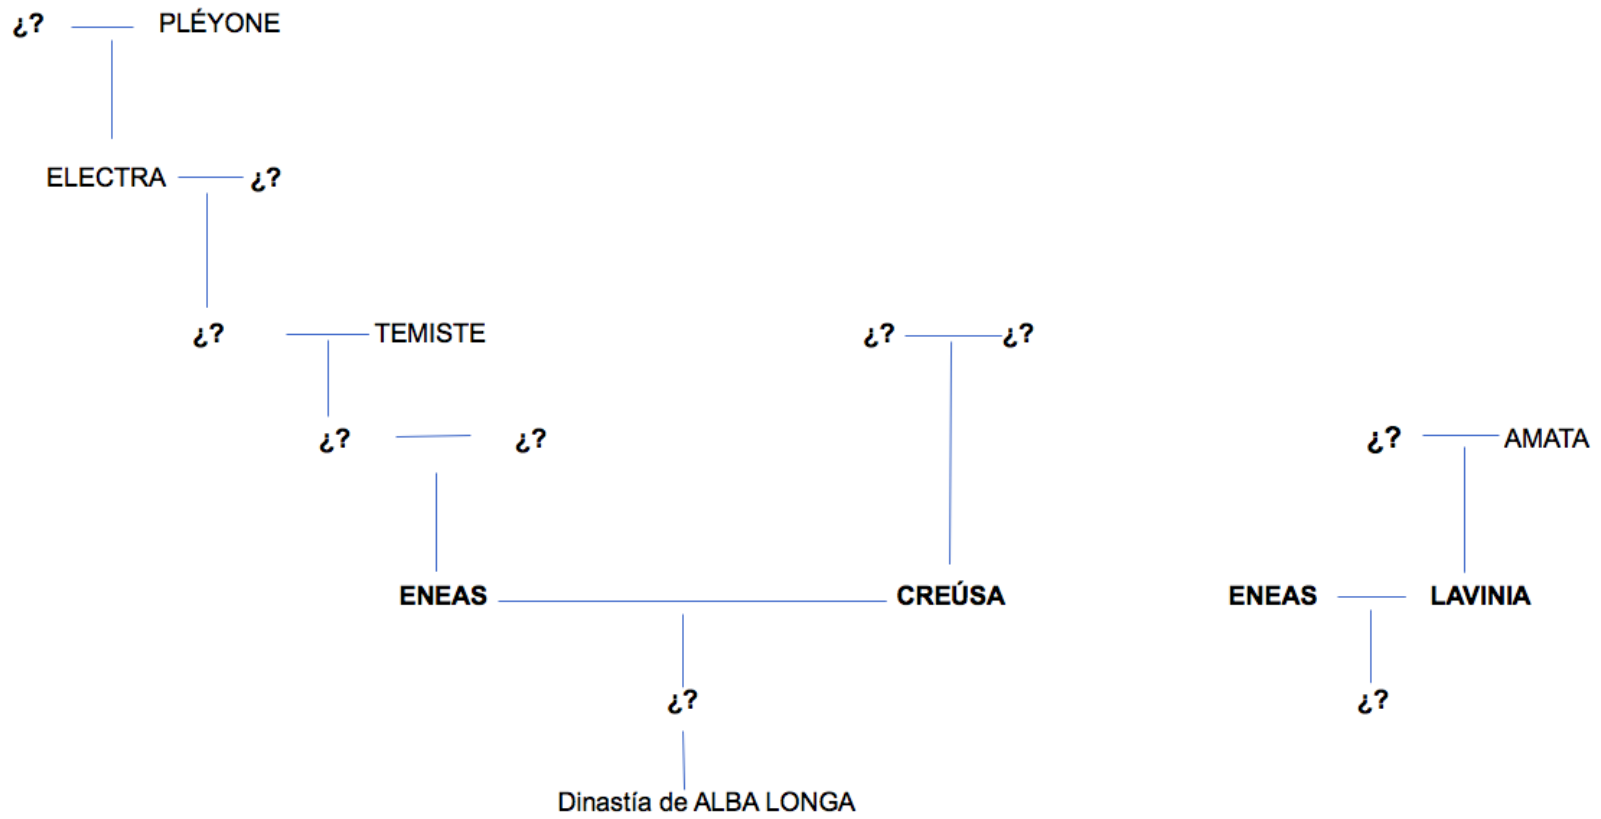 ¿? PLÉYONE
ELECTRA ¿?
¿? TEMISTE ¿? ¿?
¿? ¿? ¿? AMATA
ENEAS CREÚSA ENEAS LAVINIA
¿? ¿?
Dinastía de ALBA LONGA